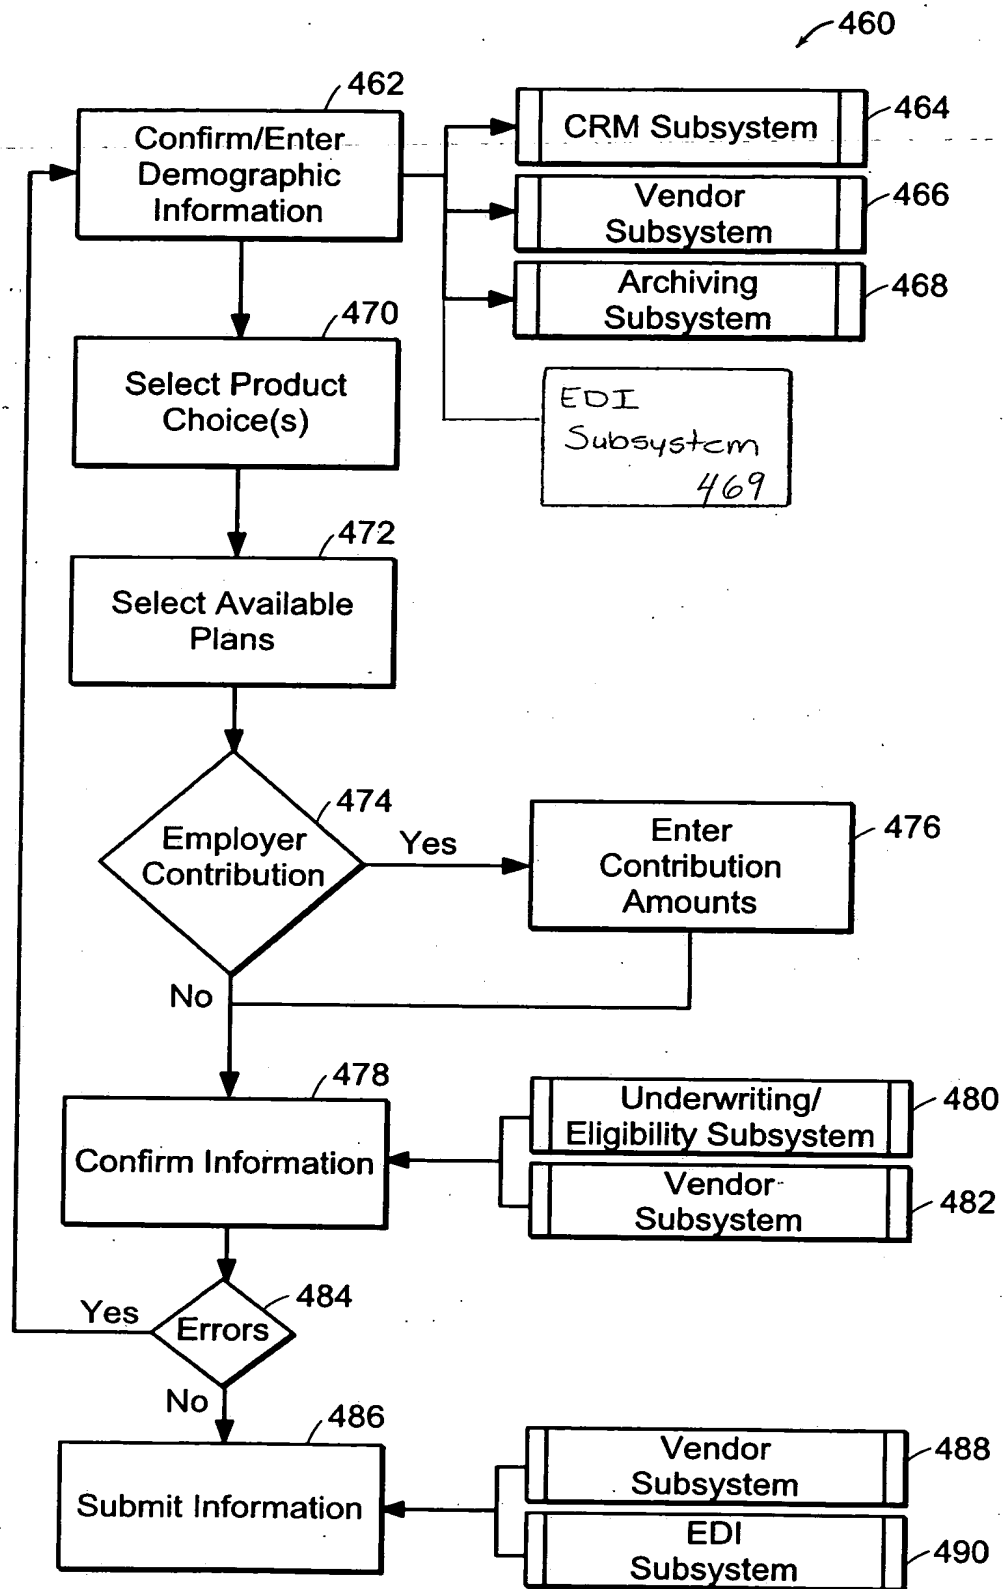 460
462
Confirm/Enter
Demographic
Information
CRM Subsystem
464
Vendor
Subsystem
466
Archiving
Subsystem
468
EDI
Subsystem
469
470
Select Product
Choice(s)
472
Select Available
Plans
474
Employer
Contribution
Yes
Enter
Contribution
Amounts
476
No
478
Confirm Information
Underwriting/
Eligibility Subsystem
480
Vendor
Subsystem
482
484
Errors
Yes
No
486
Submit Information
Vendor
Subsystem
488
EDI
Subsystem
490